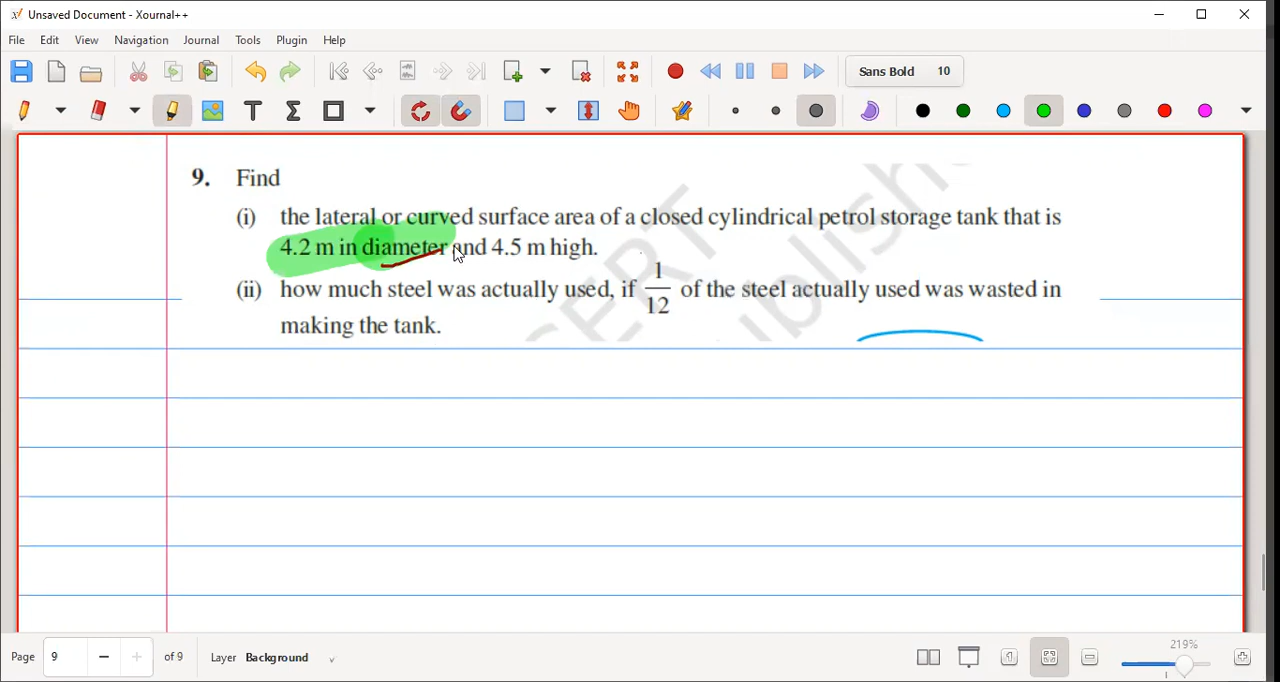 Unsaved Document - Xournal++
File Edit View Navigation Journal Tools Plugin Help
Sans Bold 10
9. Find
(i) the lateral or curved surface area of a closed cylindrical petrol storage tank that is
4.2 m in diameter and 4.5 m high.
(ii) how much steel was actually used, if 1/12 of the steel actually used was wasted in
making the tank.
219%
Page 9 of 9 Layer Background